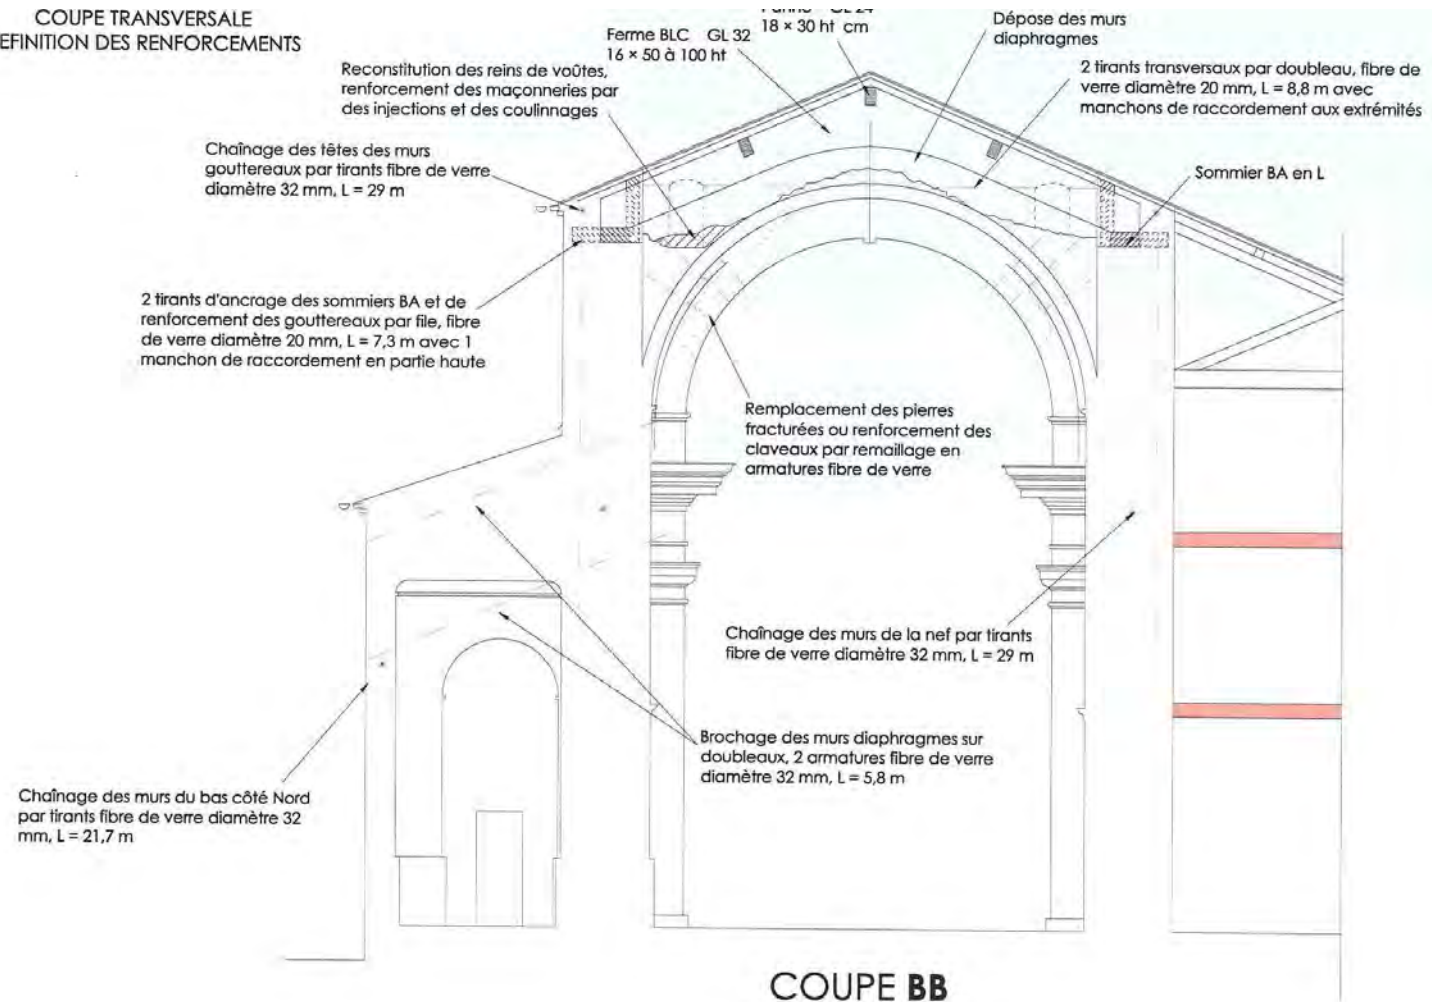 COUPE TRANSVERSALE
EFINITION DES RENFORCEMENTS
Ferme BLC GL 32
16 × 50 à 100 ht
18 × 30 ht cm
Dépose des murs
diaphragmes
Reconstitution des reins de voûtes,
renforcement des maçonneries par
des injections et des coulinnages
2 tirants transversaux par doubleau, fibre de
verre diamètre 20 mm, L = 8,8 m avec
manchons de raccordement aux extrémités
Chaînage des têtes des murs
gouttereaux par tirants fibre de verre
diamètre 32 mm, L = 29 m
Sommier BA en L
2 tirants d'ancrage des sommiers BA et de
renforcement des gouttereaux par file, fibre
de verre diamètre 20 mm, L = 7,3 m avec 1
manchon de raccordement en partie haute
Remplacement des pierres
fracturées ou renforcement des
claveaux par remaillage en
armatures fibre de verre
Chaînage des murs de la nef par tirants
fibre de verre diamètre 32 mm, L = 29 m
Brochage des murs diaphragmes sur
doubleaux, 2 armatures fibre de verre
diamètre 32 mm, L = 5,8 m
Chaînage des murs du bas côté Nord
par tirants fibre de verre diamètre 32
mm, L = 21,7 m
COUPE BB